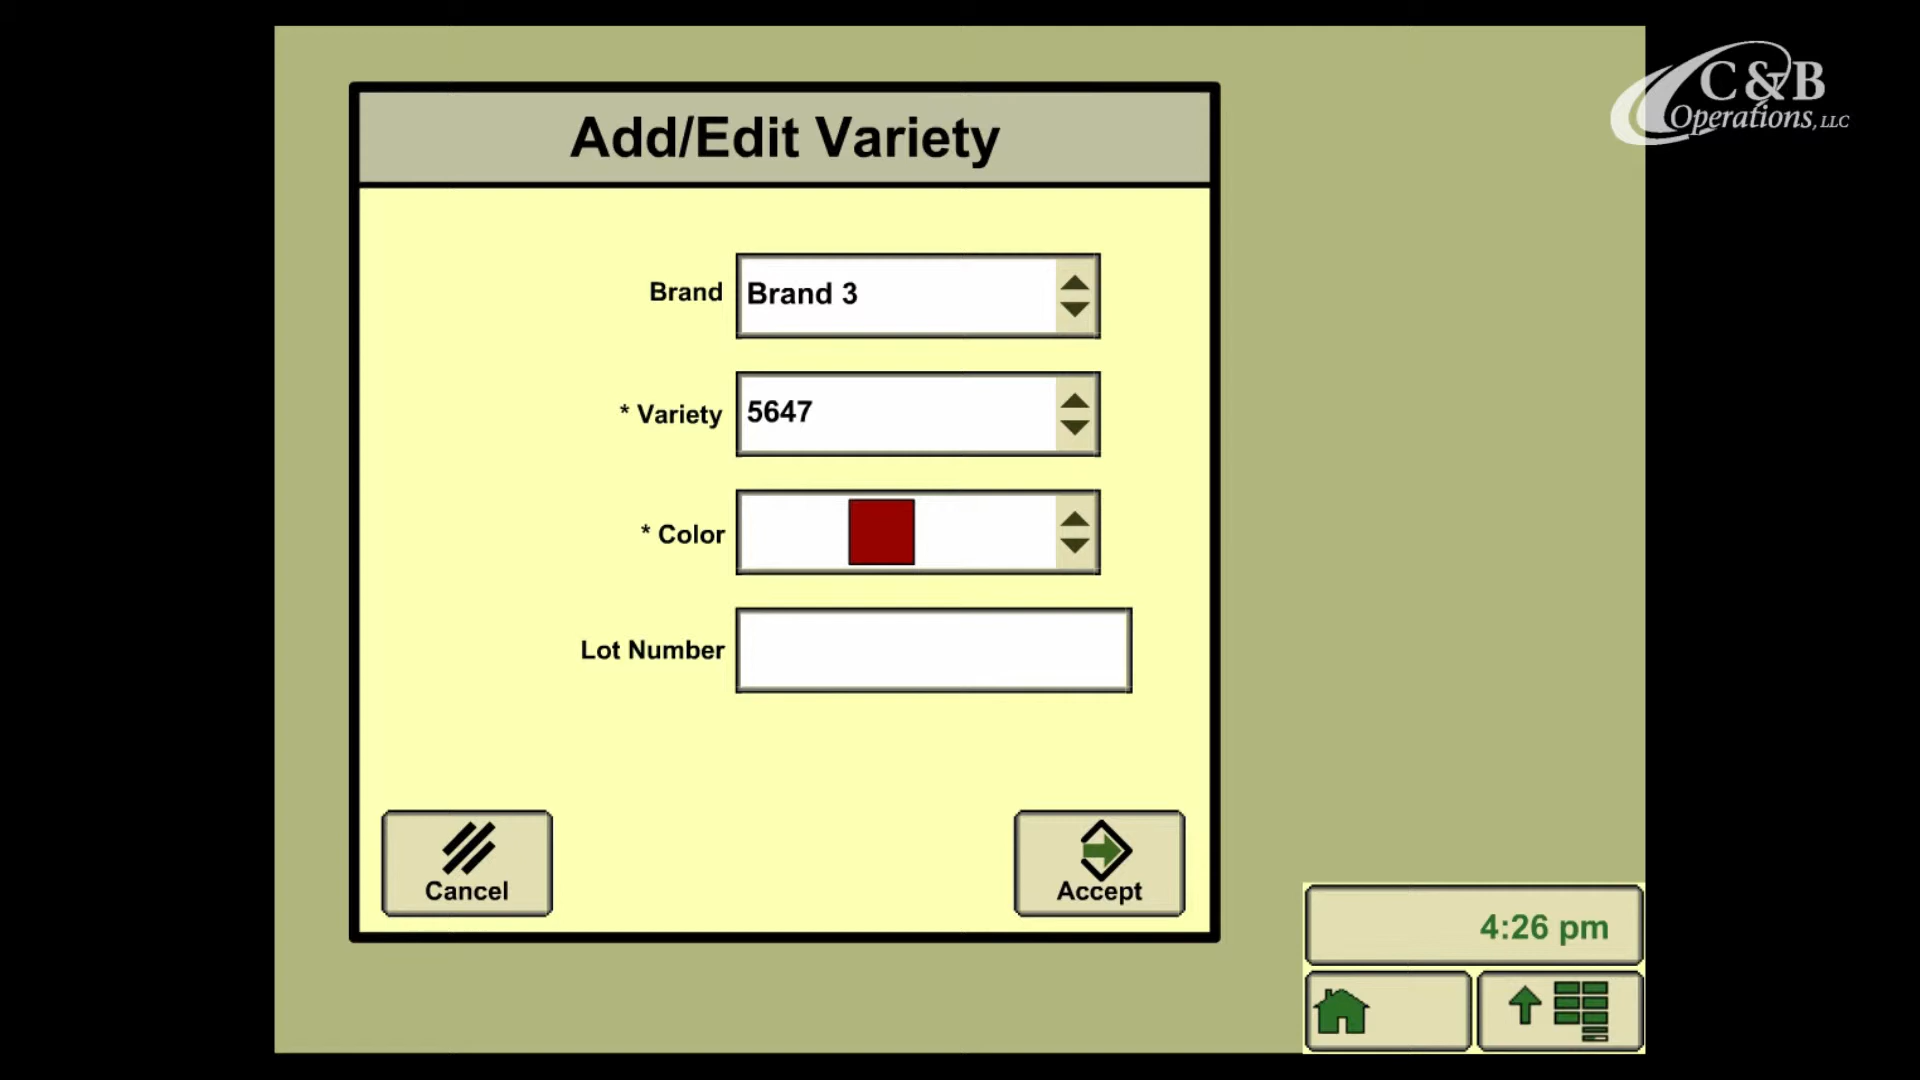 C & B
Operations, LLC
Add/Edit Variety
Brand
Brand 3
* Variety
5647
* Color
Lot Number
Cancel
Accept
4:26 pm